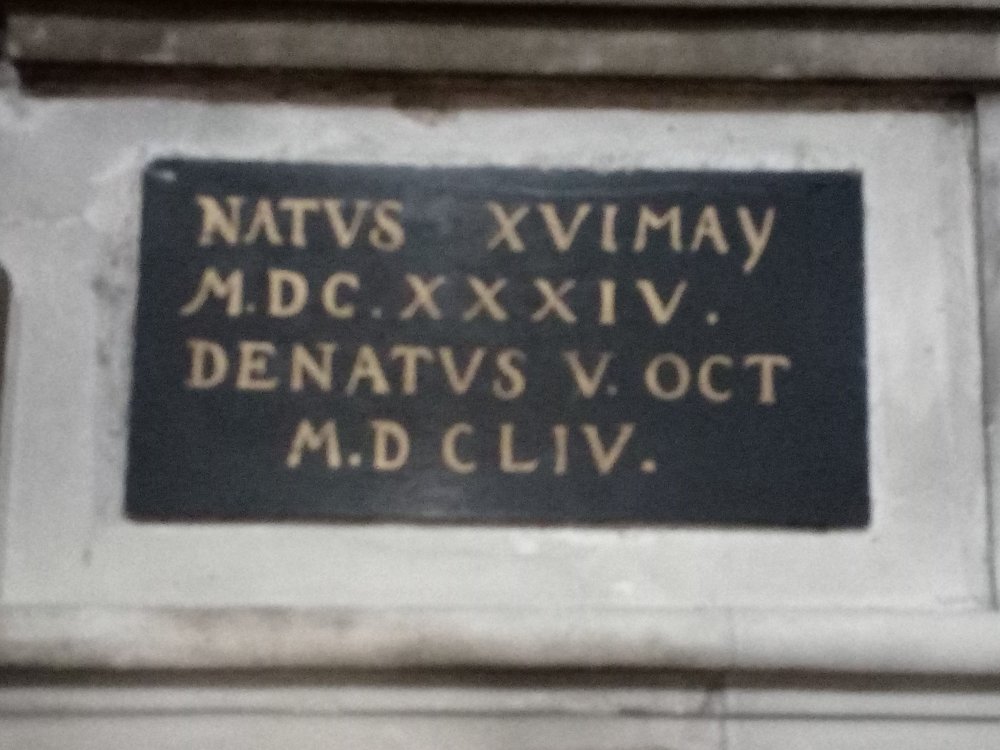 NATVS XVI MAY
M.DC.XXXIV.
DENATVS V. OCT
M.DCLIV.